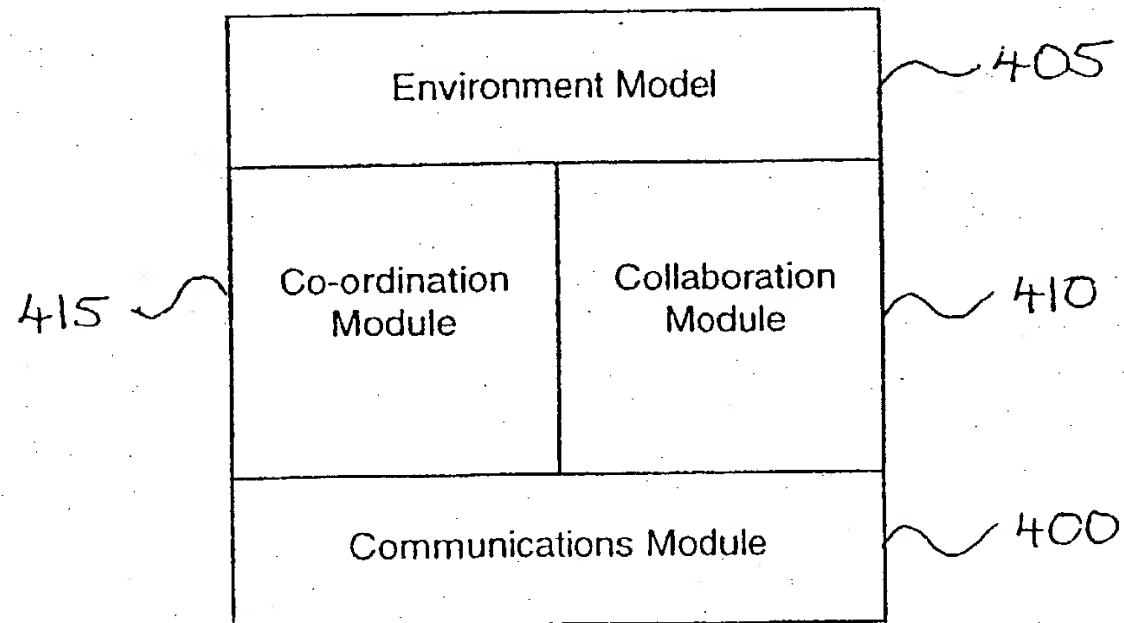 Environment Model
405
Co-ordination
Module
Collaboration
Module
415
410
Communications Module
400